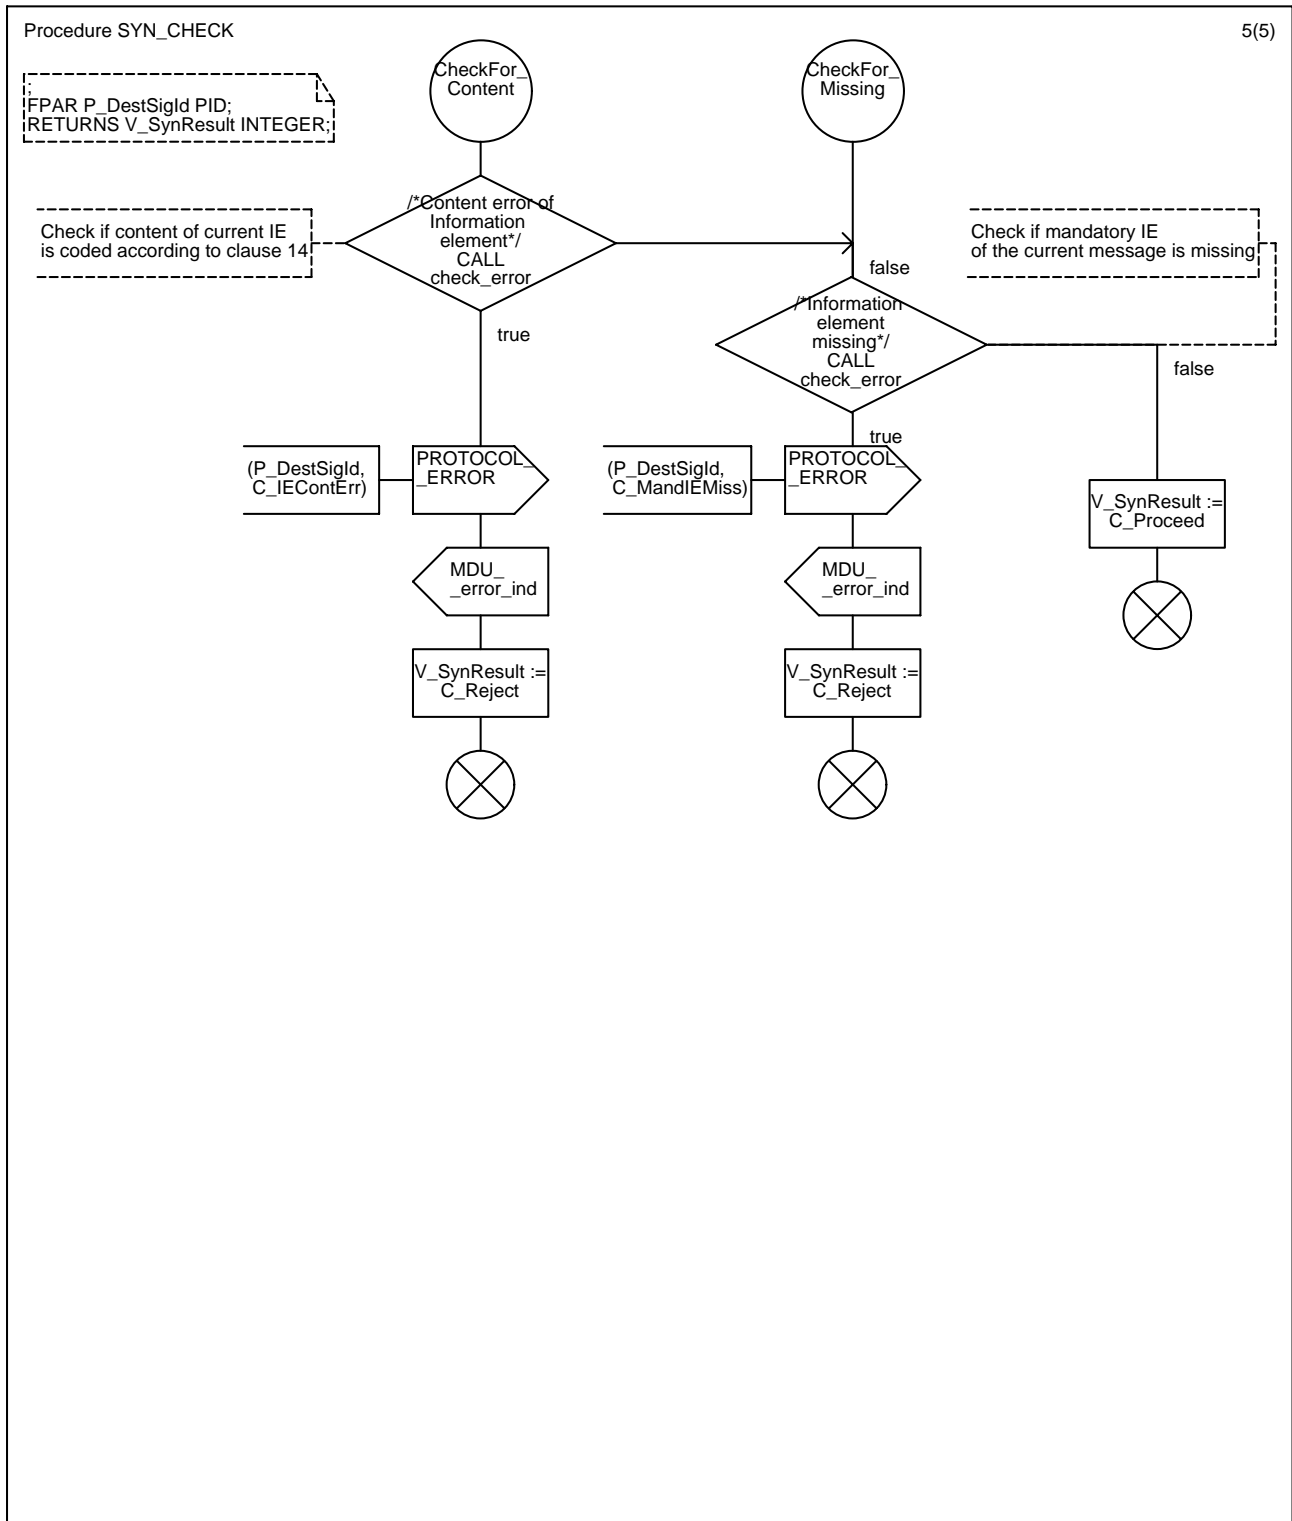 Procedure SYN_CHECK
5(5)
;
FPAR P_DestSigId PID;
RETURNS V_SynResult INTEGER;
CheckFor_
Content
CheckFor_
Missing
Check if content of current IE
is coded according to clause 14
/*Content error of
Information
element*/
CALL
check_error
Check if mandatory IE
of the current message is missing
false
true
/*Information
element
missing*/
CALL
check_error
false
true
(P_DestSigId,
C_IEContErr)
PROTOCOL_
_ERROR
(P_DestSigId,
C_MandIEMiss)
PROTOCOL_
_ERROR
V_SynResult :=
C_Proceed
MDU_
_error_ind
MDU_
_error_ind
V_SynResult :=
C_Reject
V_SynResult :=
C_Reject